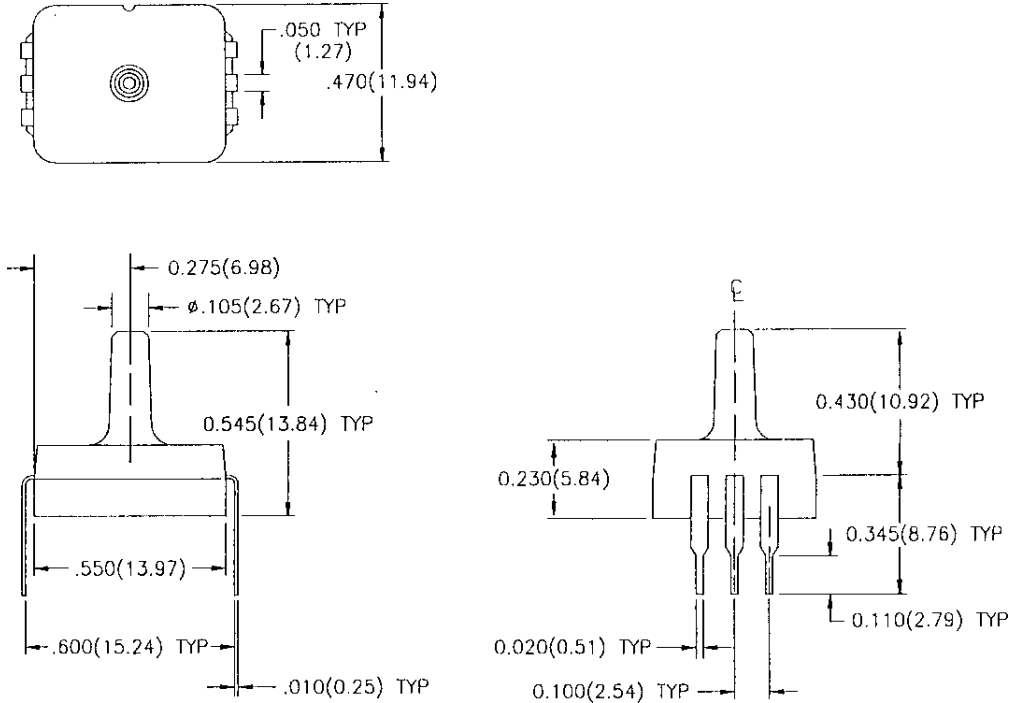 .050 TYP
(1.27)
.470(11.94)
0.275(6.98)
ø.105(2.67) TYP
℄
0.545(13.84) TYP
0.430(10.92) TYP
0.230(5.84)
0.345(8.76) TYP
.550(13.97)
0.110(2.79) TYP
.600(15.24) TYP
0.020(0.51) TYP
.010(0.25) TYP
0.100(2.54) TYP